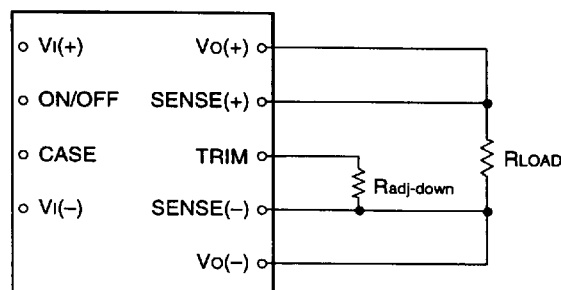 VI(+) VO(+)
ON/OFF SENSE(+)
CASE TRIM
RLOAD
Radj-down
VI(–) SENSE(–)
VO(–)